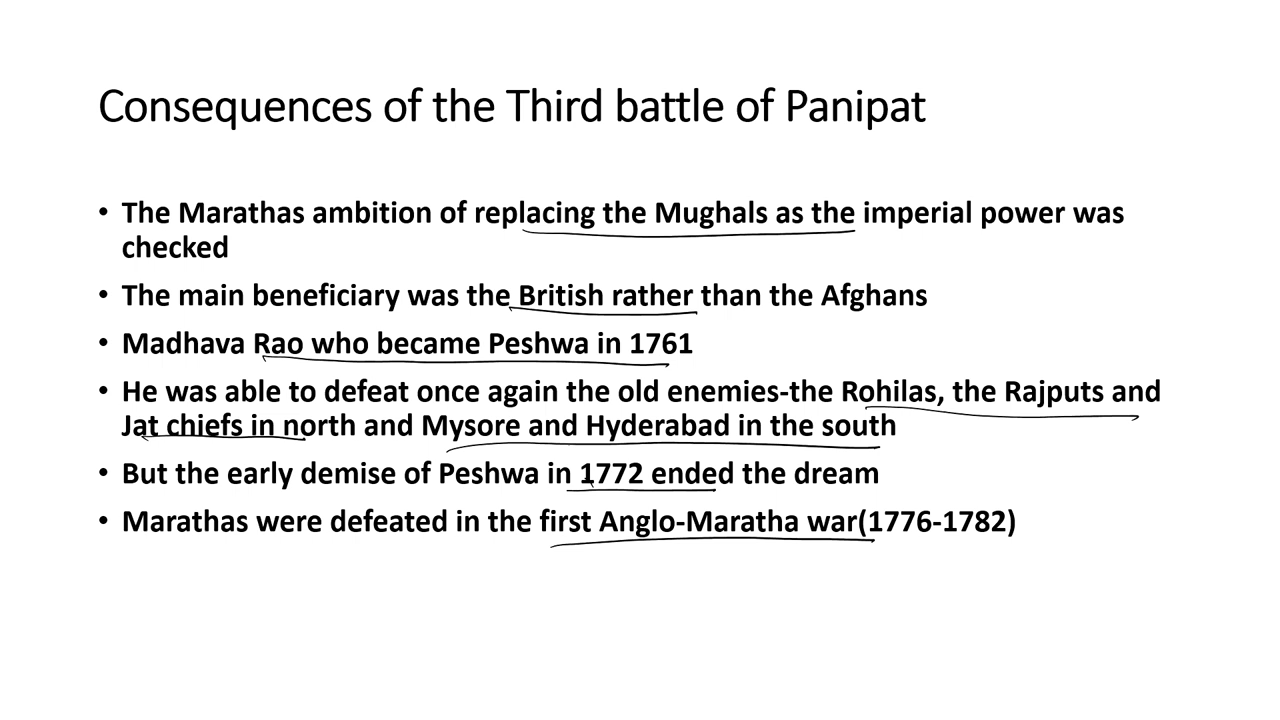 Consequences of the Third battle of Panipat
• The Marathas ambition of replacing the Mughals as the imperial power was
checked
• The main beneficiary was the British rather than the Afghans
• Madhava Rao who became Peshwa in 1761
• He was able to defeat once again the old enemies-the Rohilas, the Rajputs and
Jat chiefs in north and Mysore and Hyderabad in the south
• But the early demise of Peshwa in 1772 ended the dream
• Marathas were defeated in the first Anglo-Maratha war(1776-1782)